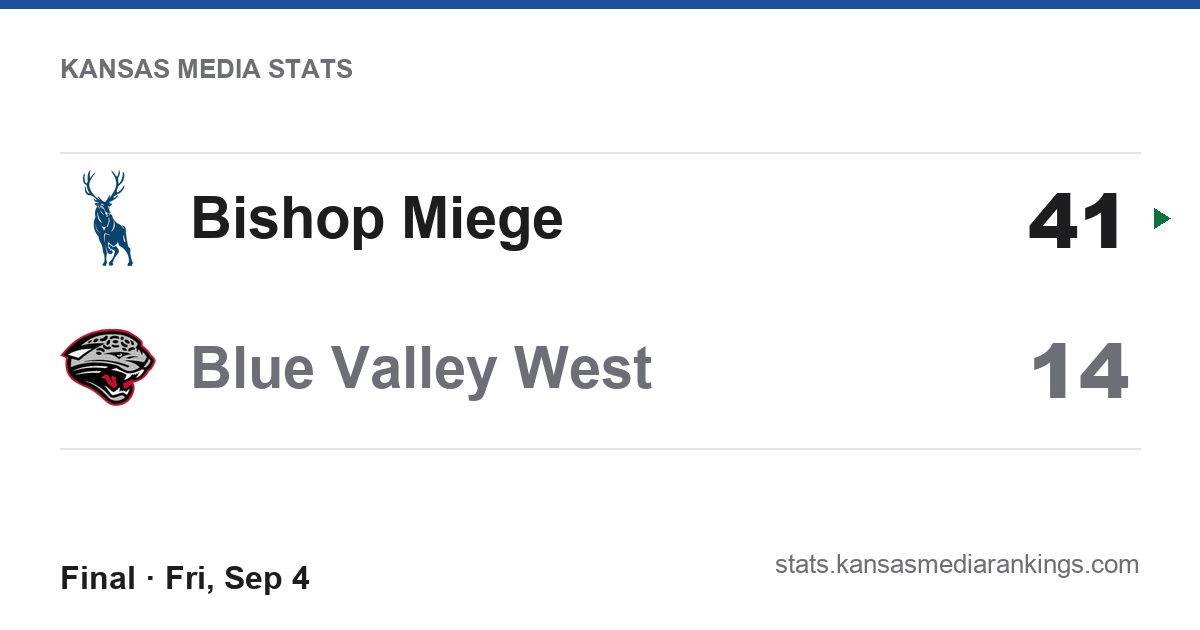 KANSAS MEDIA STATS
Bishop Miege 41
Blue Valley West 14
Final · Fri, Sep 4
stats.kansasmediarankings.com